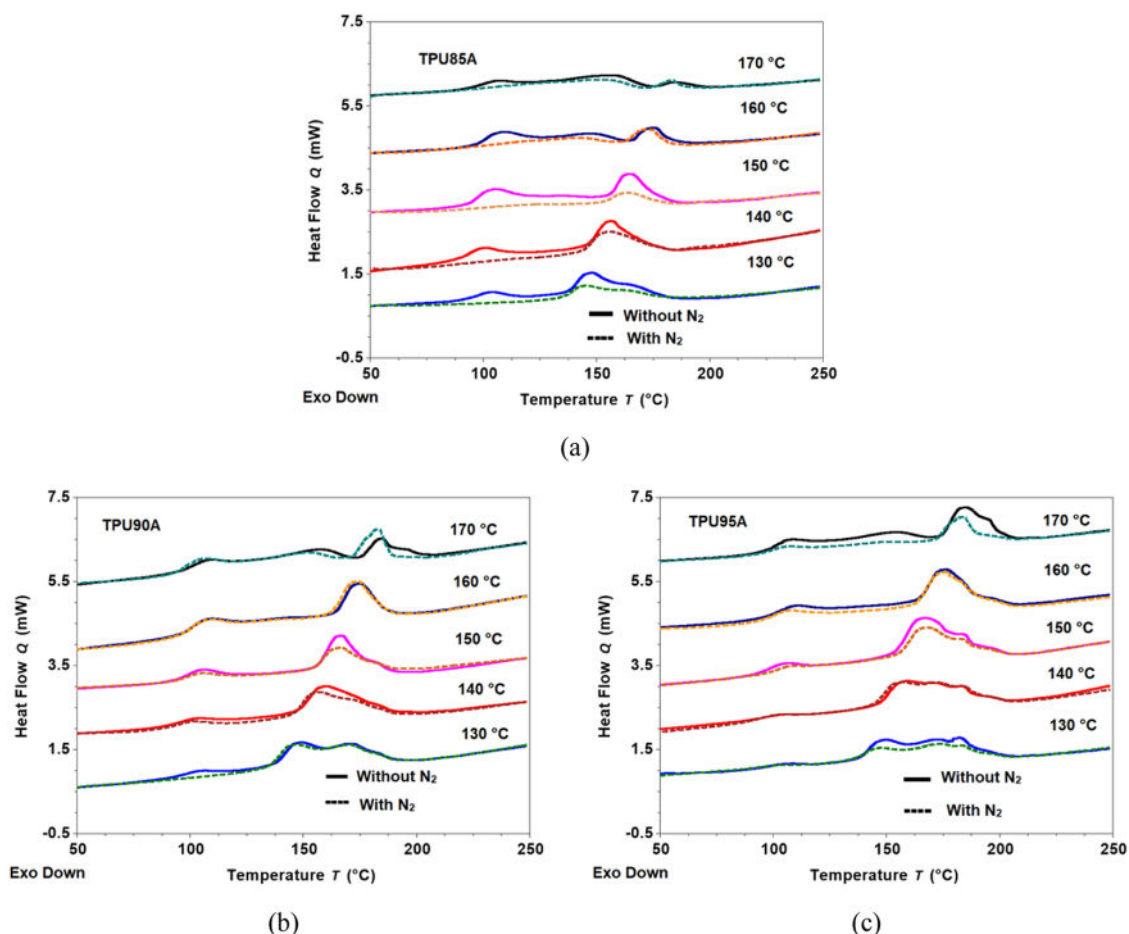 7.5
TPU85A
170 °C
5.5
160 °C
150 °C
3.5
140 °C
130 °C
1.5
Without N₂
With N₂
-0.5
50 100 150 200 250
Heat Flow Q (mW)
Exo Down
Temperature T (°C)
(a)
7.5
TPU90A
170 °C
5.5
160 °C
150 °C
3.5
140 °C
130 °C
1.5
Without N₂
With N₂
-0.5
50 100 150 200 250
Heat Flow Q (mW)
Exo Down
Temperature T (°C)
(b)
7.5
TPU95A
170 °C
5.5
160 °C
150 °C
3.5
140 °C
130 °C
1.5
Without N₂
With N₂
-0.5
50 100 150 200 250
Heat Flow Q (mW)
Exo Down
Temperature T (°C)
(c)